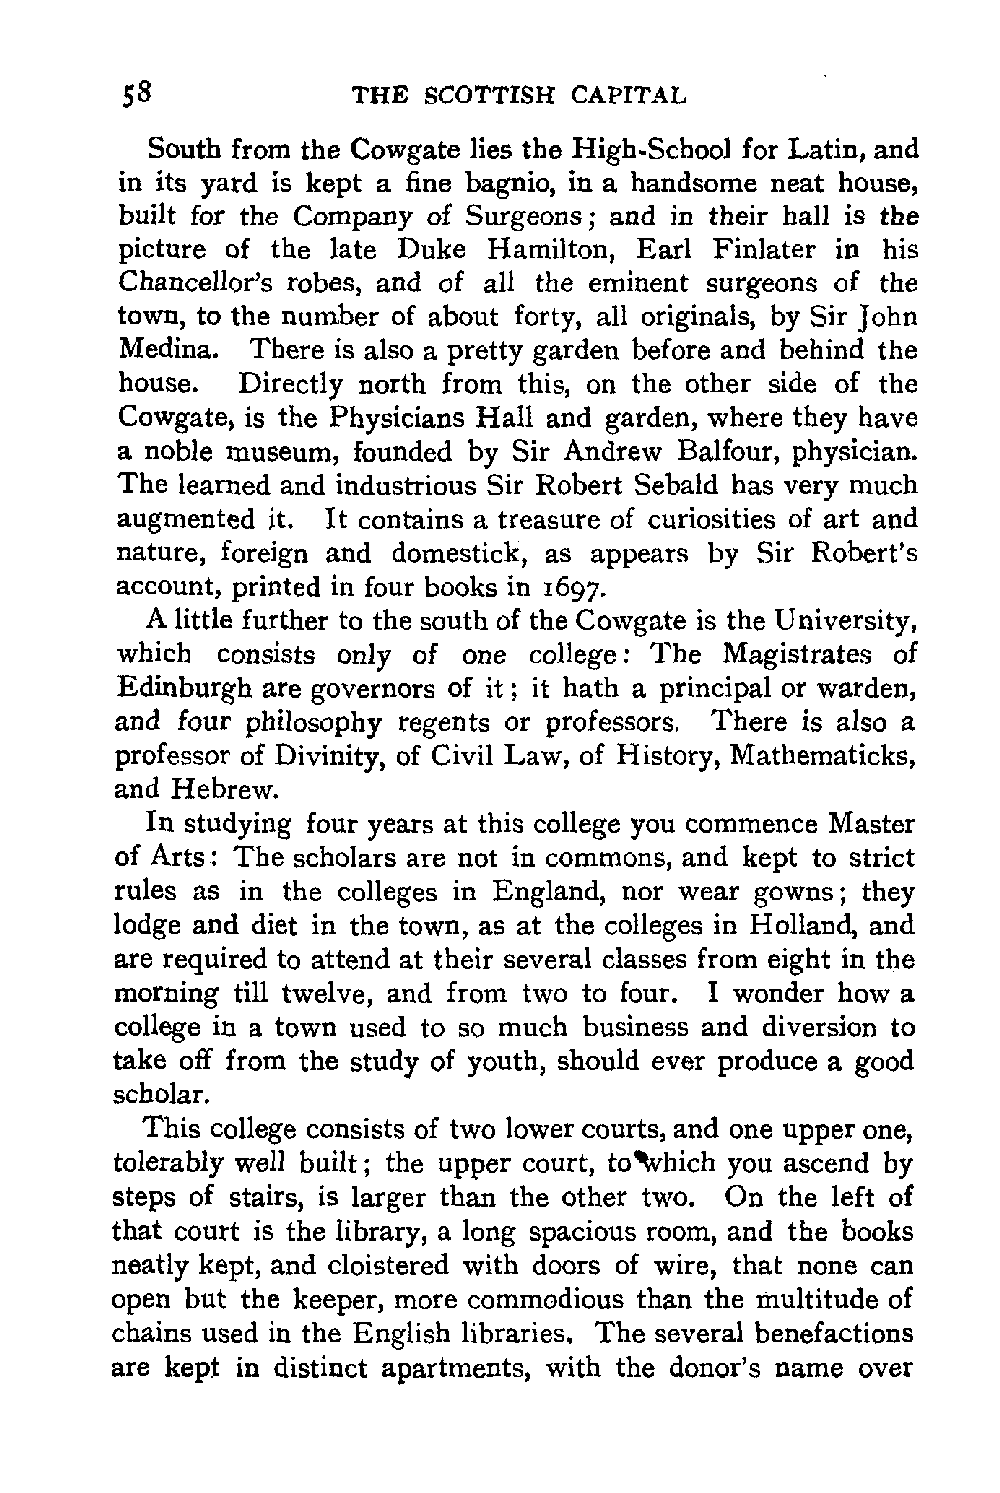 58 THE SCOTTISH CAPITAL
South from the Cowgate lies the High-School for Latin, and
in its yard is kept a fine bagnio, in a handsome neat house,
built for the Company of Surgeons; and in their hall is the
picture of the late Duke Hamilton, Earl Finlater in his
Chancellor's robes, and of all the eminent surgeons of the
town, to the number of about forty, all originals, by Sir John
Medina. There is also a pretty garden before and behind the
house. Directly north from this, on the other side of the
Cowgate, is the Physicians Hall and garden, where they have
a noble museum, founded by Sir Andrew Balfour, physician.
The learned and industrious Sir Robert Sebald has very much
augmented it. It contains a treasure of curiosities of art and
nature, foreign and domestick, as appears by Sir Robert's
account, printed in four books in 1697.
A little further to the south of the Cowgate is the University,
which consists only of one college: The Magistrates of
Edinburgh are governors of it; it hath a principal or warden,
and four philosophy regents or professors. There is also a
professor of Divinity, of Civil Law, of History, Mathematicks,
and Hebrew.
In studying four years at this college you commence Master
of Arts: The scholars are not in commons, and kept to strict
rules as in the colleges in England, nor wear gowns; they
lodge and diet in the town, as at the colleges in Holland, and
are required to attend at their several classes from eight in the
morning till twelve, and from two to four. I wonder how a
college in a town used to so much business and diversion to
take off from the study of youth, should ever produce a good
scholar.
This college consists of two lower courts, and one upper one,
tolerably well built; the upper court, to which you ascend by
steps of stairs, is larger than the other two. On the left of
that court is the library, a long spacious room, and the books
neatly kept, and cloistered with doors of wire, that none can
open but the keeper, more commodious than the multitude of
chains used in the English libraries. The several benefactions
are kept in distinct apartments, with the donor's name over